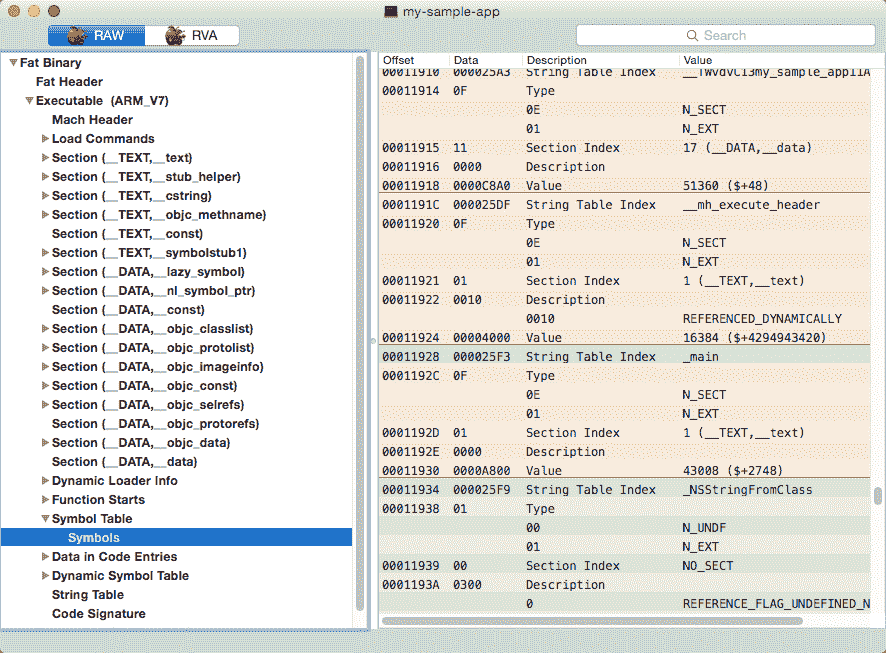 my-sample-app
RAW RVA
Search
Fat Binary
Fat Header
Executable (ARM_V7)
Mach Header
Load Commands
Section (__TEXT,__text)
Section (__TEXT,__stub_helper)
Section (__TEXT,__cstring)
Section (__TEXT,__objc_methname)
Section (__TEXT,__const)
Section (__TEXT,__symbolstub1)
Section (__DATA,__lazy_symbol)
Section (__DATA,__nl_symbol_ptr)
Section (__DATA,__const)
Section (__DATA,__objc_classlist)
Section (__DATA,__objc_protolist)
Section (__DATA,__objc_imageinfo)
Section (__DATA,__objc_const)
Section (__DATA,__objc_selrefs)
Section (__DATA,__objc_protorefs)
Section (__DATA,__objc_data)
Section (__DATA,__data)
Dynamic Loader Info
Function Starts
Symbol Table
Symbols
Data in Code Entries
Dynamic Symbol Table
String Table
Code Signature
Offset Data Description Value
00011910 000025A3 String Table Index
00011914 0F Type
0E N_SECT
01 N_EXT
00011915 11 Section Index 17 (__DATA,__data)
00011916 0000 Description
00011918 0000C8A0 Value 51360 ($+48)
0001191C 000025DF String Table Index __mh_execute_header
00011920 0F Type
0E N_SECT
01 N_EXT
00011921 01 Section Index 1 (__TEXT,__text)
00011922 0010 Description
0010 REFERENCED_DYNAMICALLY
00011924 00004000 Value 16384 ($+4294943420)
00011928 000025F3 String Table Index _main
0001192C 0F Type
0E N_SECT
01 N_EXT
0001192D 01 Section Index 1 (__TEXT,__text)
0001192E 0000 Description
00011930 0000A800 Value 43008 ($+2748)
00011934 000025F9 String Table Index _NSStringFromClass
00011938 01 Type
00 N_UNDF
01 N_EXT
00011939 00 Section Index NO_SECT
0001193A 0300 Description
0 REFERENCE_FLAG_UNDEFINED_N